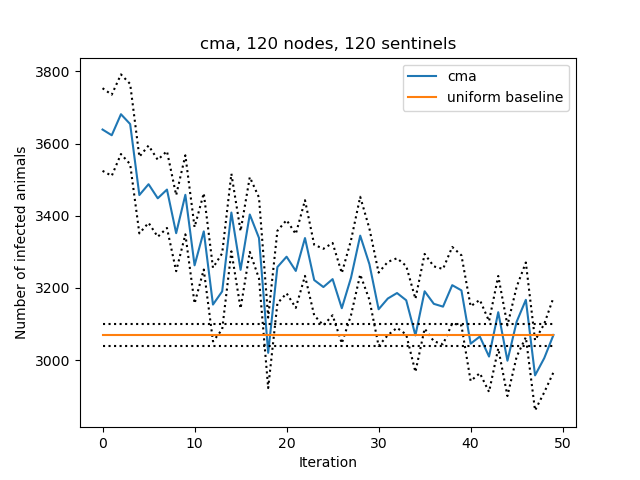 cma, 120 nodes, 120 sentinels
cma
uniform baseline
Number of infected animals
3800
3600
3400
3200
3000
0 10 20 30 40 50
Iteration